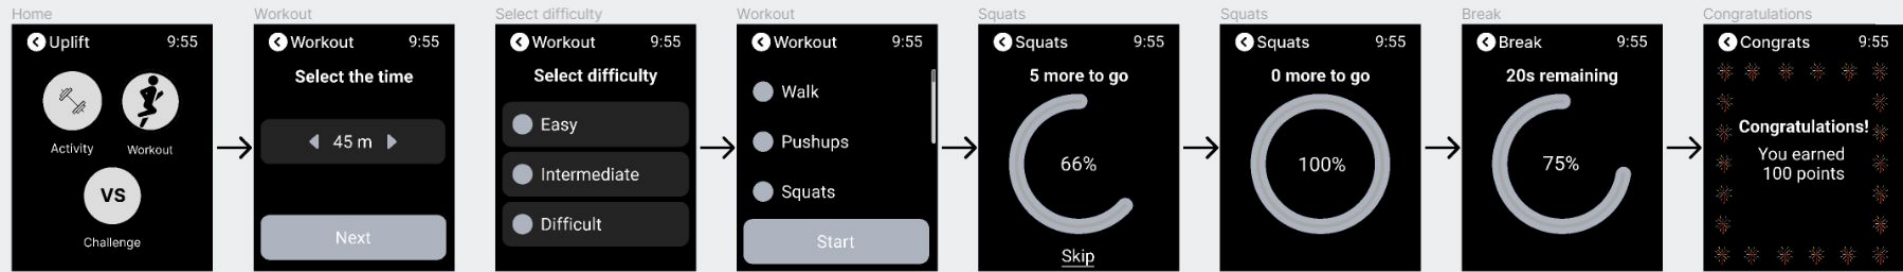 Home
Uplift 9:55
Activity Workout
VS
Challenge
Workout
Workout 9:55
Select the time
45 m
Next
Select difficulty
Workout 9:55
Select difficulty
Easy
Intermediate
Difficult
Workout
Workout 9:55
Walk
Pushups
Squats
Start
Squats
Squats 9:55
5 more to go
66%
Skip
Squats
Squats 9:55
0 more to go
100%
Break
Break 9:55
20s remaining
75%
Congratulations
Congrats 9:55
Congratulations!
You earned
100 points